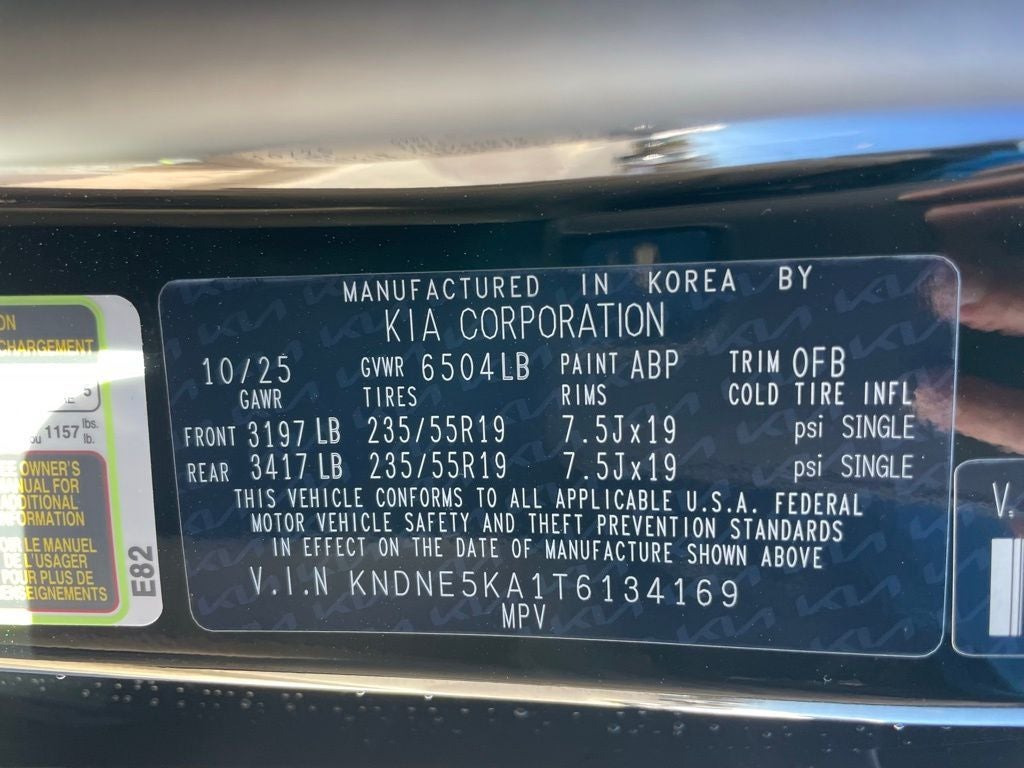 MANUFACTURED IN KOREA BY
KIA CORPORATION
10/25 GVWR 6504LB PAINT ABP TRIM OFB
GAWR TIRES RIMS COLD TIRE INFL
FRONT 3197 LB 235/55R19 7.5Jx19 psi SINGLE
REAR 3417 LB 235/55R19 7.5Jx19 psi SINGLE
THIS VEHICLE CONFORMS TO ALL APPLICABLE U.S.A. FEDERAL
MOTOR VEHICLE SAFETY AND THEFT PREVENTION STANDARDS
IN EFFECT ON THE DATE OF MANUFACTURE SHOWN ABOVE
V.I.N KNDNE5KA1T6134169
MPV
ON
CHARGEMENT
5
ou 1157 lbs.
lb.
OWNER'S
MANUAL FOR
ADDITIONAL
INFORMATION
LE MANUEL
DE L'USAGER
POUR PLUS DE
RENSEIGNEMENTS
E82
V.